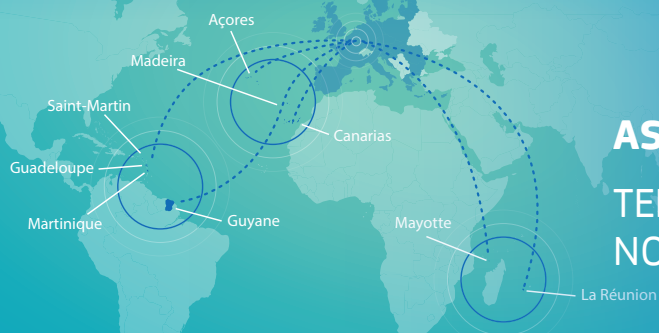 Açores
Madeira
Saint-Martin
Canarias
Guadeloupe
Martinique
Guyane
Mayotte
La Réunion
AS
TE
NO